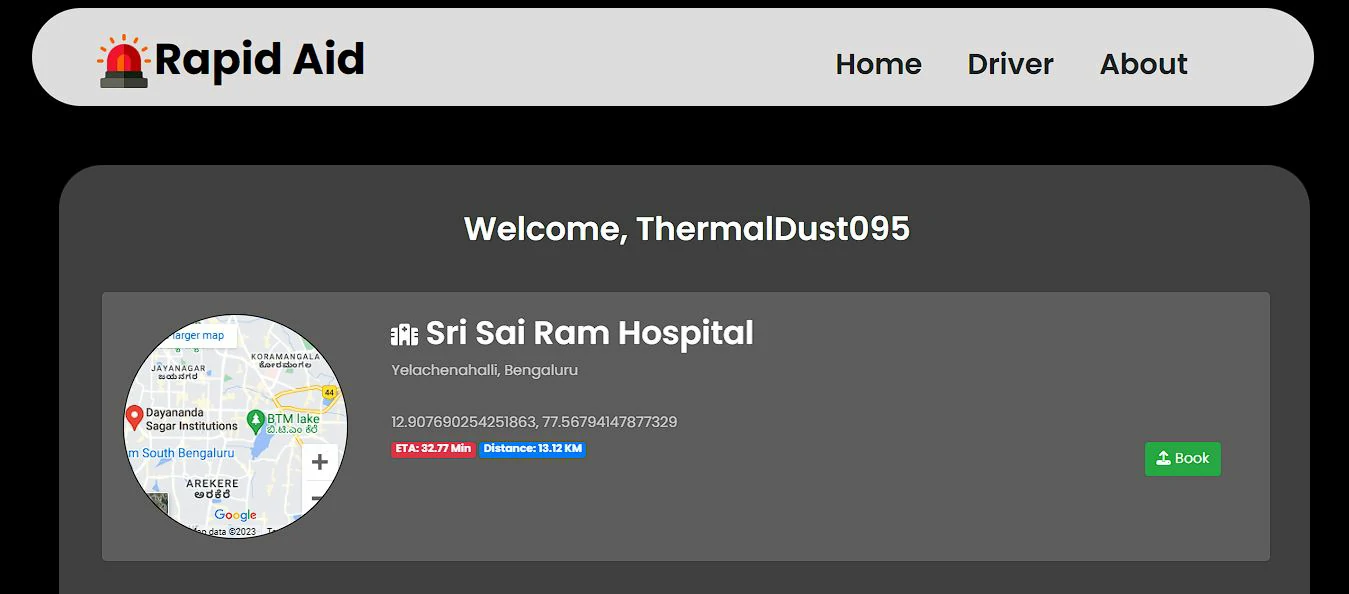 Rapid Aid
Home Driver About
Welcome, ThermalDust095
Sri Sai Ram Hospital
Yelachenahalli, Bengaluru
12.907690254251863, 77.56794147877329
ETA: 32.77 Min Distance: 13.12 KM
Book
larger map
KORAMANGALA
ಕೋರಮಂಗಲ
JAYANAGAR
ಜಯನಗರ
44
Dayananda
Sagar Institutions
BTM lake
ಬಿ.ಟಿ.ಎಂ ಕೆರೆ
m South Bengaluru
+
AREKERE
ಅರಕೆರೆ
Google
data ©2023